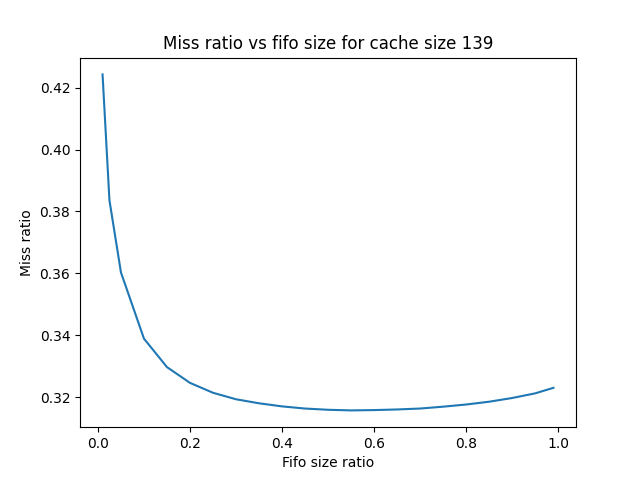 Miss ratio vs fifo size for cache size 139
Miss ratio
0.42
0.40
0.38
0.36
0.34
0.32
0.0 0.2 0.4 0.6 0.8 1.0
Fifo size ratio